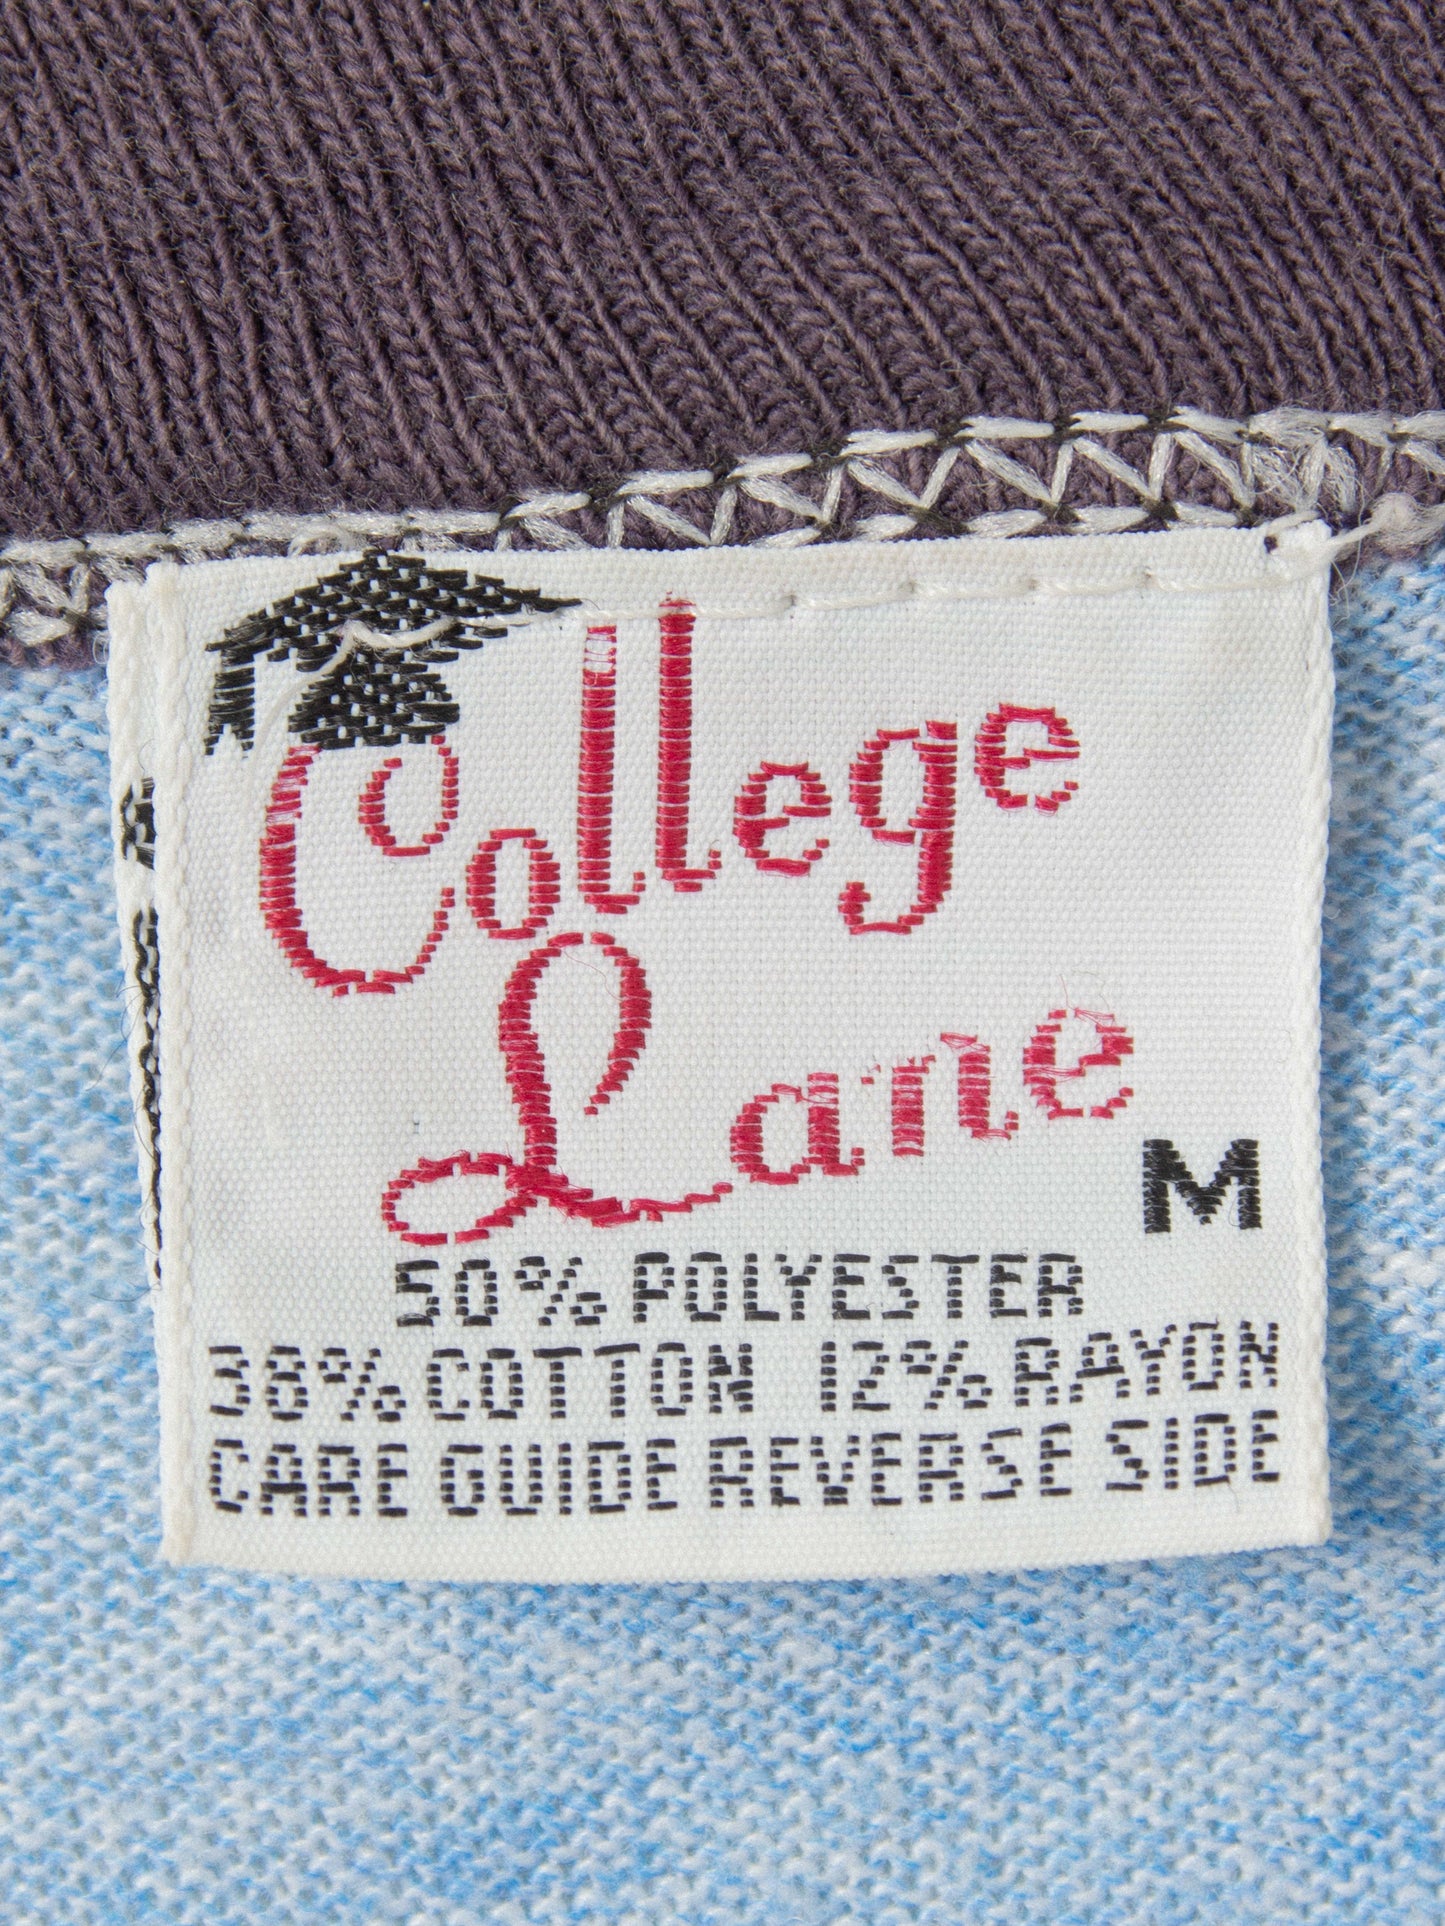 College
Lane
M
50% POLYESTER
38% COTTON 12% RAYON
CARE GUIDE REVERSE SIDE